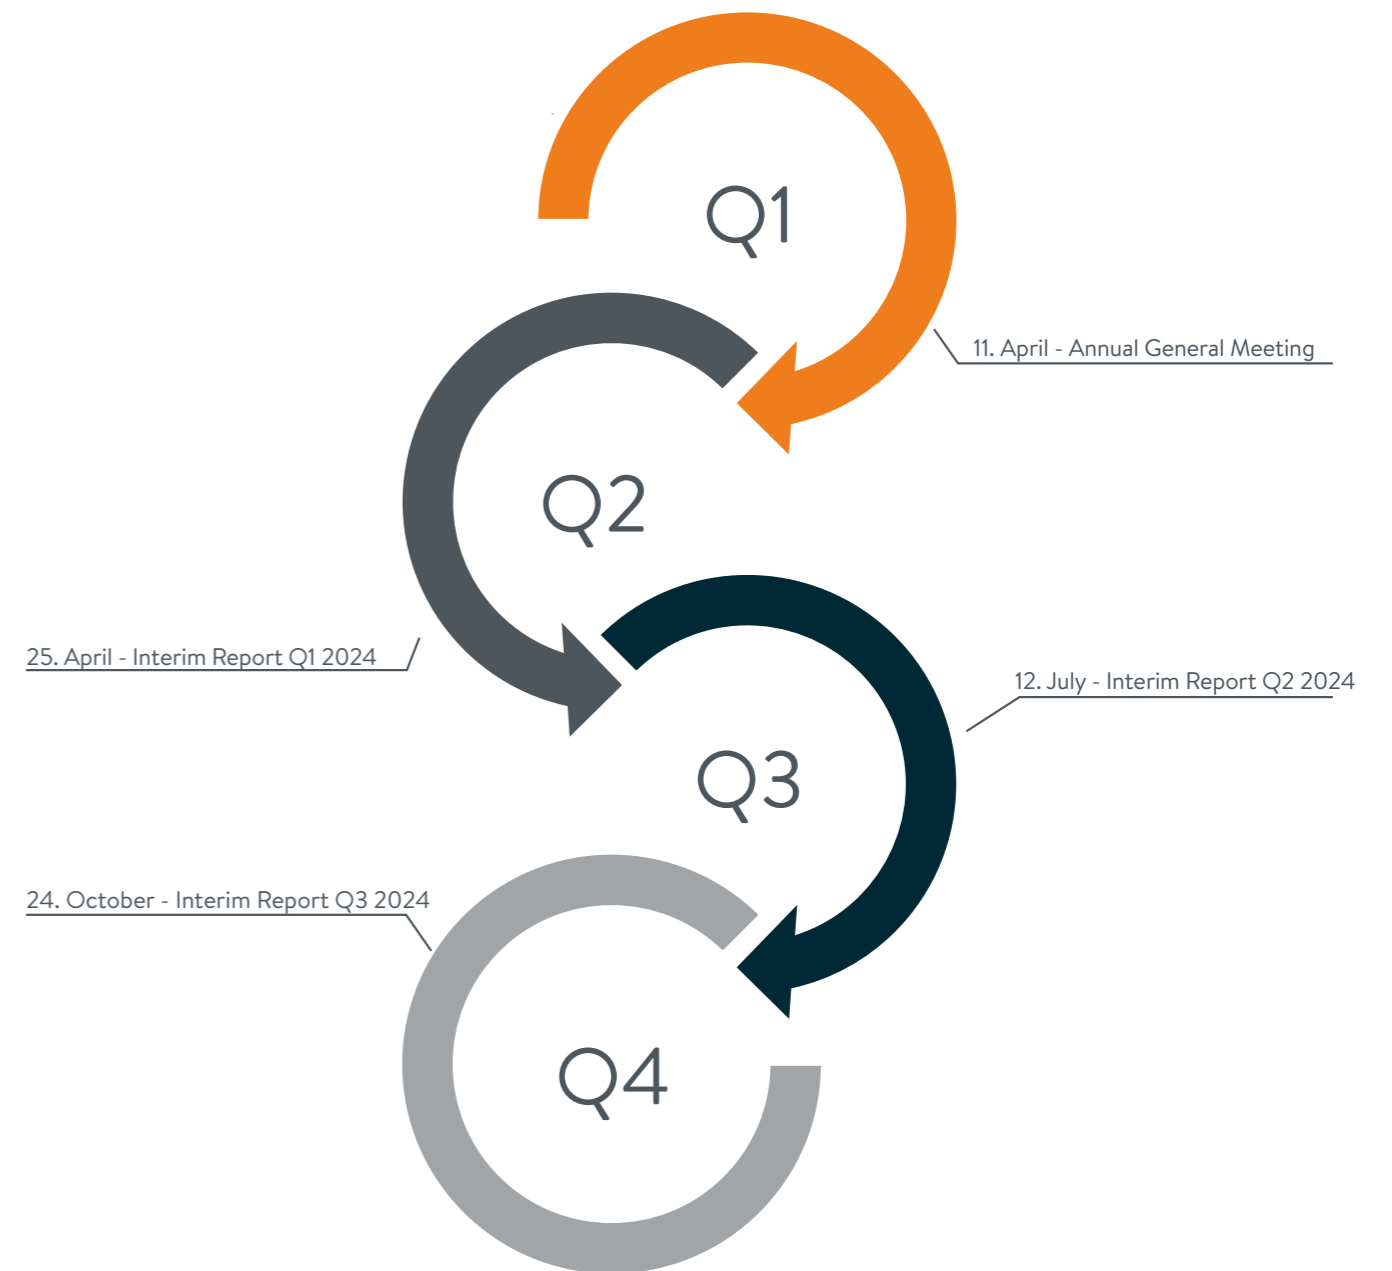 Q1
11. April - Annual General Meeting
Q2
25. April - Interim Report Q1 2024
12. July - Interim Report Q2 2024
Q3
24. October - Interim Report Q3 2024
Q4